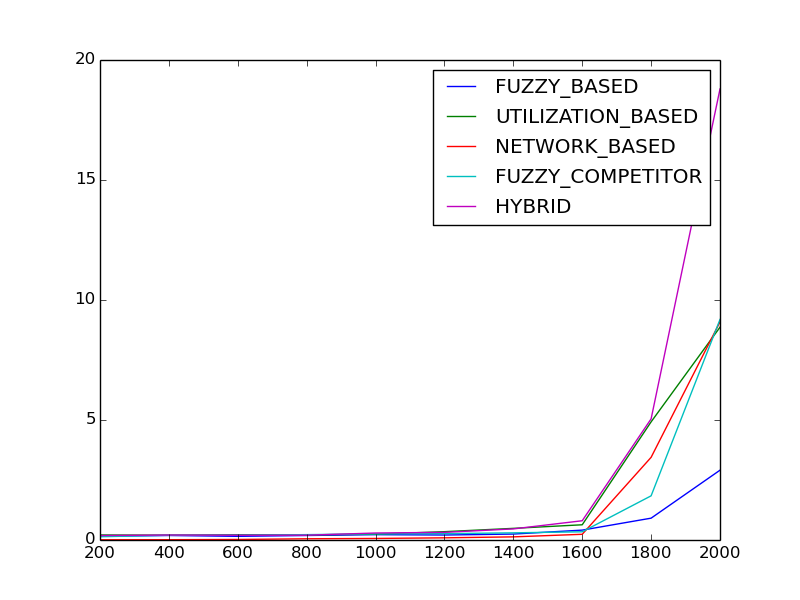 20
15
10
5
0
FUZZY_BASED
UTILIZATION_BASED
NETWORK_BASED
FUZZY_COMPETITOR
HYBRID
200 400 600 800 1000 1200 1400 1600 1800 2000